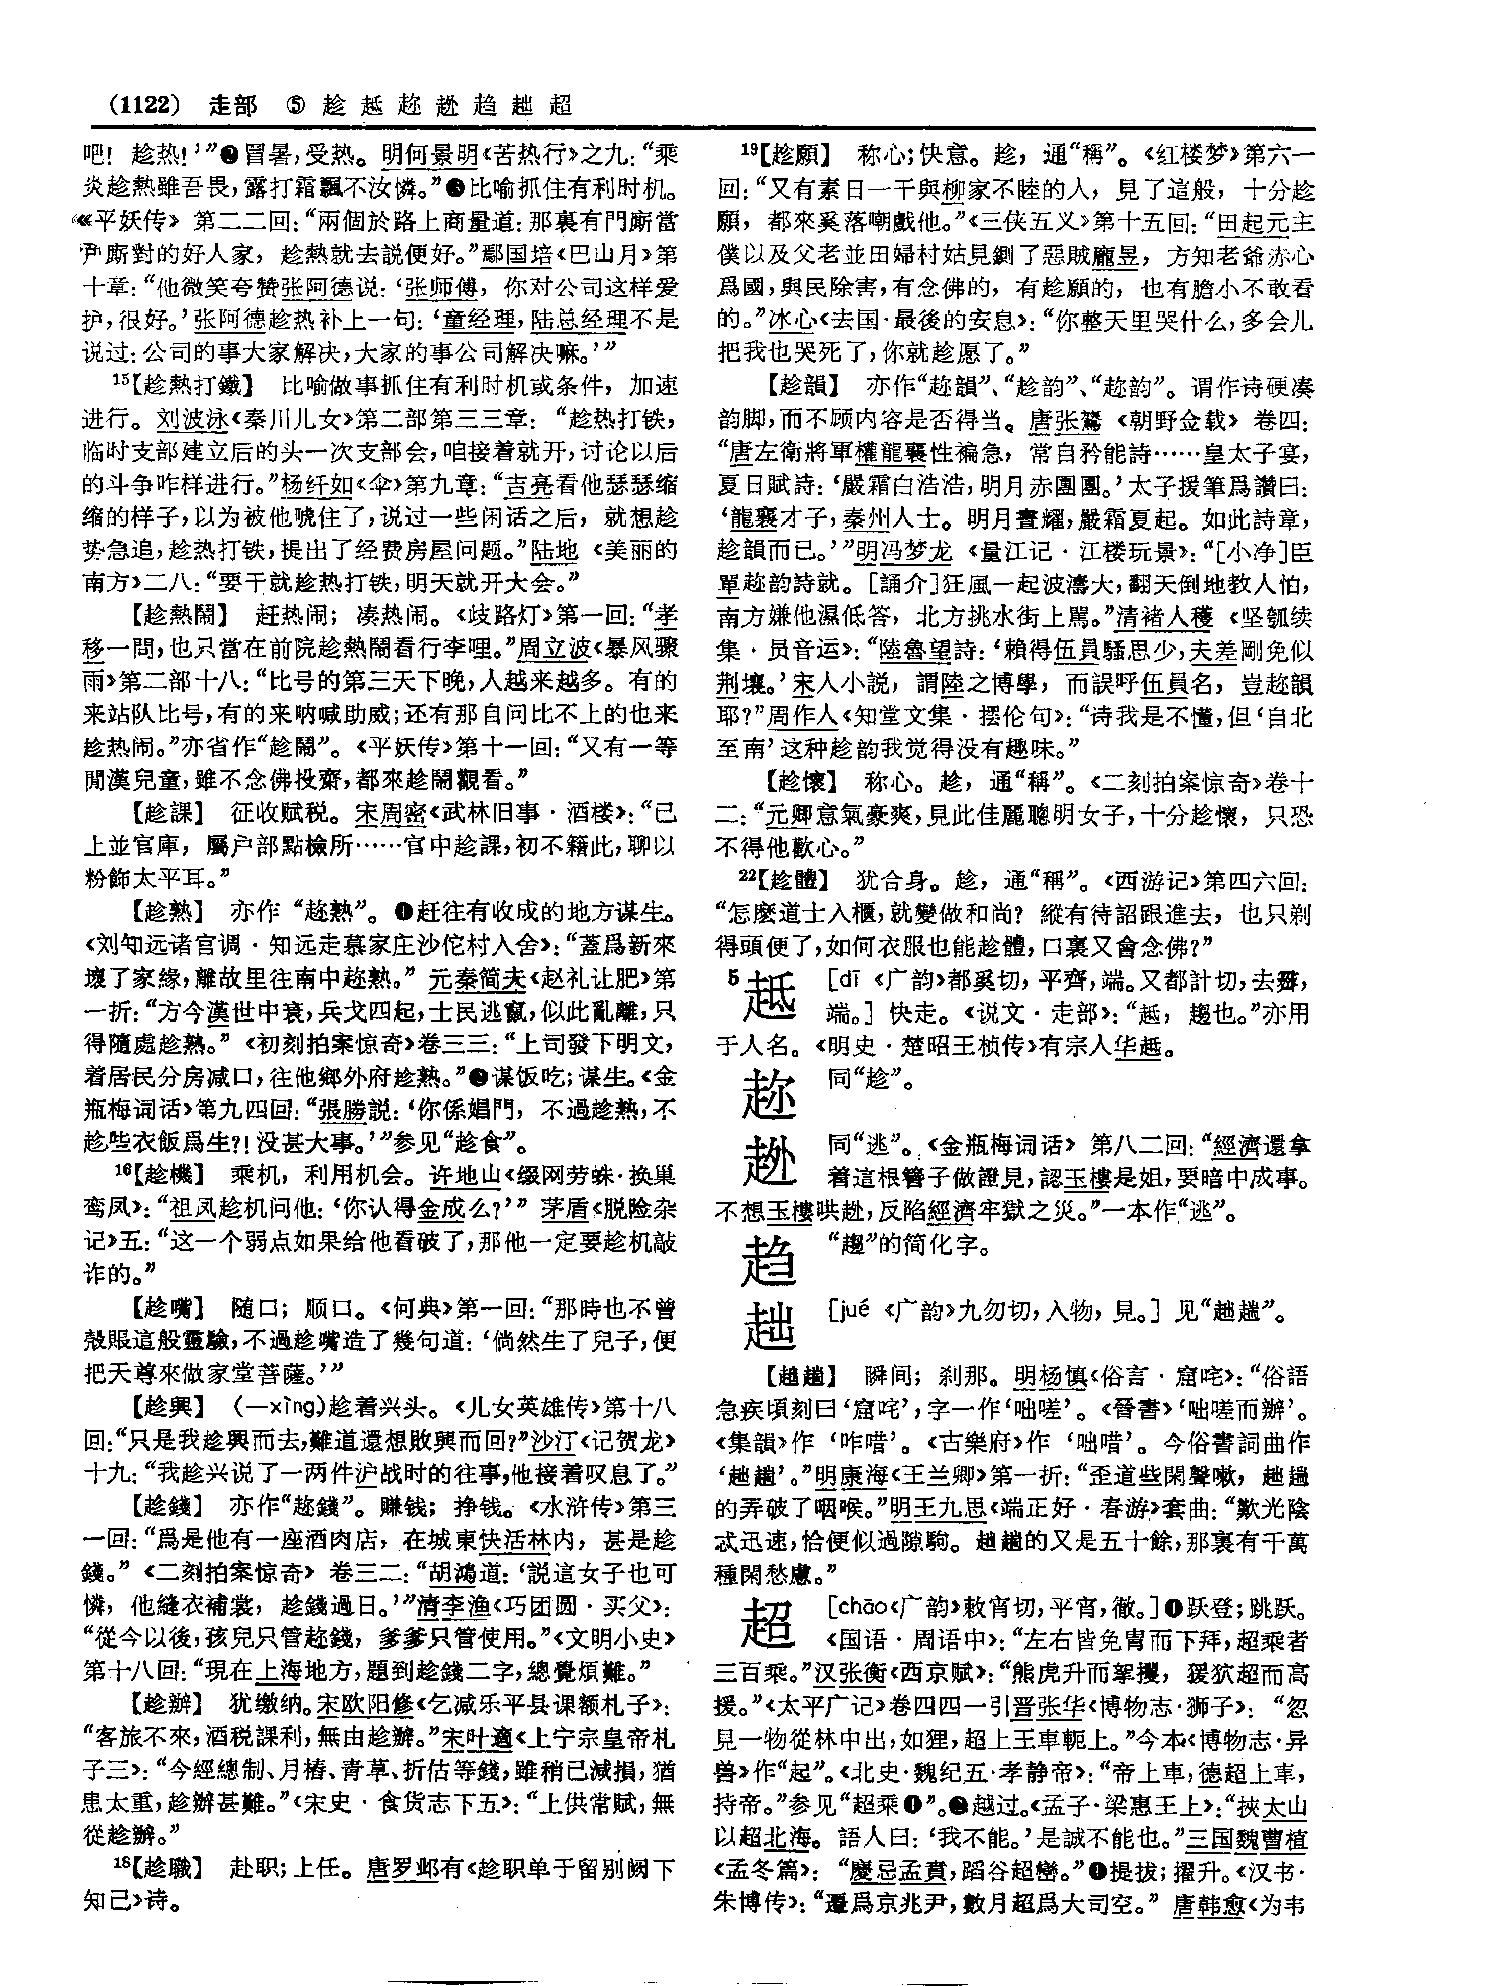 (1122) 走部 ⑤ 趁趆趂趒趋趉超
吧！趁热！’”❷冒暑，受热。明何景明《苦热行》之九：“乘
炎趁熱雖吾畏，露打霜飄不汝憐。”❸比喻抓住有利时机。
《平妖传》第二二回：“兩個於路上商量道：那裏有門廝當
户廝對的好人家，趁熱就去説便好。”鄢国培《巴山月》第
十章：“他微笑夸赞张阿德说：‘张师傅，你对公司这样爱
护，很好。’张阿德趁热补上一句：‘童经理，陆总经理不是
说过：公司的事大家解决，大家的事公司解决嘛。’”
15【趁熱打鐵】 比喻做事抓住有利时机或条件，加速
进行。刘波泳《秦川儿女》第二部第三三章：“趁热打铁，
临时支部建立后的头一次支部会，咱接着就开，讨论以后
的斗争咋样进行。”杨纤如《伞》第九章：“吉亮看他瑟瑟缩
缩的样子，以为被他唬住了，说过一些闲话之后，就想趁
势急追，趁热打铁，提出了经费房屋问题。”陆地《美丽的
南方》二八：“要干就趁热打铁，明天就开大会。”
【趁熱鬧】 赶热闹；凑热闹。《歧路灯》第一回：“孝
移一問，也只當在前院趁熱鬧看行李哩。”周立波《暴风骤
雨》第二部十八：“比号的第三天下晚，人越来越多。有的
来站队比号，有的来呐喊助威；还有那自问比不上的也来
趁热闹。”亦省作“趁鬧”。《平妖传》第十一回：“又有一等
閒漢兒童，雖不念佛投齋，都來趁鬧觀看。”
【趁課】 征收赋税。宋周密《武林旧事·酒楼》：“已
上並官庫，屬户部點檢所……官中趁課，初不籍此，聊以
粉飾太平耳。”
【趁熟】 亦作“趂熟”。❶赶往有收成的地方谋生。
《刘知远诸宫调·知远走慕家庄沙佗村入舍》：“蓋爲新來
壞了家緣，離故里往南中趂熟。”元秦简夫《赵礼让肥》第
一折：“方今漢世中衰，兵戈四起，士民逃竄，似此亂離，只
得隨處趁熟。”《初刻拍案惊奇》卷三三：“上司發下明文，
着居民分房減口，往他鄉外府趁熟。”❷谋饭吃；谋生。《金
瓶梅词话》第九四回：“張勝説：‘你係娼門，不過趁熟，不
趁些衣飯爲生?!没甚大事。’”参见“趁食”。
16【趁機】 乘机，利用机会。许地山《缀网劳蛛·换巢
鸾凤》：“祖凤趁机问他：‘你认得金成么？’”茅盾《脱险杂
记》五：“这一个弱点如果给他看破了，那他一定要趁机敲
诈的。”
【趁嘴】 随口；顺口。《何典》第一回：“那時也不曾
殼賬這般靈驗，不過趁嘴造了幾句道：‘倘然生了兒子，便
把天尊來做家堂菩薩。’”
【趁興】 （—xìng）趁着兴头。《儿女英雄传》第十八
回：“只是我趁興而去，難道還想敗興而回？”沙汀《记贺龙》
十九：“我趁兴说了一两件沪战时的往事，他接着叹息了。”
【趁錢】 亦作“趂錢”。赚钱；挣钱。《水浒传》第三
一回：“爲是他有一座酒肉店，在城東快活林内，甚是趁
錢。”《二刻拍案惊奇》卷三二：“胡鴻道：‘説這女子也可
憐，他縫衣補裳，趁錢過日。’”清李渔《巧团圆·买父》：
“從今以後，孩兒只管趂錢，爹爹只管使用。”《文明小史》
第十八回：“現在上海地方，題到趁錢二字，總覺煩難。”
【趁辦】 犹缴纳。宋欧阳修《乞减乐平县课额札子》：
“客旅不來，酒税課利，無由趁辦。”宋叶適《上宁宗皇帝札
子三》：“今經總制、月樁、青草、折估等錢，雖稍已減損，猶
患太重，趁辦甚難。”《宋史·食货志下五》：“上供常賦，無
從趁辦。”
18【趁職】 赴职；上任。唐罗邺有《趁职单于留别阙下
知己》诗。
19【趁願】 称心；快意。趁，通“稱”。《红楼梦》第六一
回：“又有素日一干與柳家不睦的人，見了這般，十分趁
願，都來奚落嘲戲他。”《三侠五义》第十五回：“田起元主
僕以及父老並田婦村姑見鍘了惡賊龐昱，方知老爺赤心
爲國，與民除害，有念佛的，有趁願的，也有膽小不敢看
的。”冰心《去国·最後的安息》：“你整天里哭什么，多会儿
把我也哭死了，你就趁愿了。”
【趁韻】 亦作“趂韻”、“趁韵”、“趂韵”。谓作诗硬凑
韵脚，而不顾内容是否得当。唐张鷟《朝野佥载》卷四：
“唐左衛將軍權龍襄性褊急，常自矜能詩……皇太子宴，
夏日賦詩：‘嚴霜白浩浩，明月赤團團。’太子援筆爲讚曰：
‘龍襄才子，秦州人士。明月晝耀，嚴霜夏起。如此詩章，
趁韻而已。’”明冯梦龙《量江记·江楼玩景》：“［小净］臣
單趂韵詩就。［誦介］狂風一起波濤大，翻天倒地教人怕，
南方嫌他濕低答，北方挑水街上駡。”清褚人穫《坚瓠续
集·员音运》：“陸魯望詩：‘賴得伍員騷思少，夫差剛免似
荆壤。’宋人小説，謂陸之博學，而誤呼伍員名，豈趂韻
耶？”周作人《知堂文集·摆伦句》：“诗我是不懂，但‘自北
至南’这种趁韵我觉得没有趣味。”
【趁懷】 称心。趁，通“稱”。《二刻拍案惊奇》卷十
二：“元卿意氣豪爽，見此佳麗聰明女子，十分趁懷，只恐
不得他歡心。”
22【趁體】 犹合身。趁，通“稱”。《西游记》第四六回：
“怎麽道士入櫃，就變做和尚？縱有待詔跟進去，也只剃
得頭便了，如何衣服也能趁體，口裏又會念佛？”
5趆 ［dī《广韵》都奚切，平齊，端。又都計切，去霽，
端。］快走。《说文·走部》：“趆，趨也。”亦用
于人名。《明史·楚昭王桢传》有宗人华趆。
趂 同“趁”。
趒 同“逃”。《金瓶梅词话》第八二回：“經濟還拿
着這根簪子做證見，認玉樓是姐，要暗中成事。
不想玉樓哄趒，反陷經濟牢獄之災。”一本作“逃”。
趋 “趨”的简化字。
趉 ［jué《广韵》九勿切，入物，見。］见“趉趫”。
瞬间；刹那。明杨慎《俗言·窟咤》：“俗語
急疾頃刻曰‘窟咤’，字一作‘咄嗟’。《晉書》‘咄嗟而辦’。
《集韻》作‘咋唶’。《古樂府》作‘咄唶’。今俗書詞曲作
明康海《王兰卿》第一折：“歪道些閑聲嗽，
的弄破了咽喉。”明王九思《端正好·春游》套曲：“歎光陰
忒迅速，恰便似過隙駒。的又是五十餘，那裏有千萬
種閑愁慮。”
超 ［chāo《广韵》敕宵切，平宵，徹。］❶跃登；跳跃。
《国语·周语中》：“左右皆免胄而下拜，超乘者
三百乘。”汉张衡《西京赋》：“熊虎升而挐攫，猨狖超而高
援。”《太平广记》卷四四一引晋张华《博物志·狮子》：“忽
見一物從林中出，如狸，超上王車軛上。”今本《博物志·异
兽》作“起”。《北史·魏纪五·孝静帝》：“帝上車，德超上車，
持帝。”参见“超乘❶”。❷越过。《孟子·梁惠王上》：“挾太山
以超北海。語人曰：‘我不能。’是誠不能也。”三国魏曹植
《孟冬篇》：“慶忌孟賁，蹈谷超巒。”❸提拔；擢升。《汉书·
朱博传》：“遷爲京兆尹，數月超爲大司空。”唐韩愈《为韦